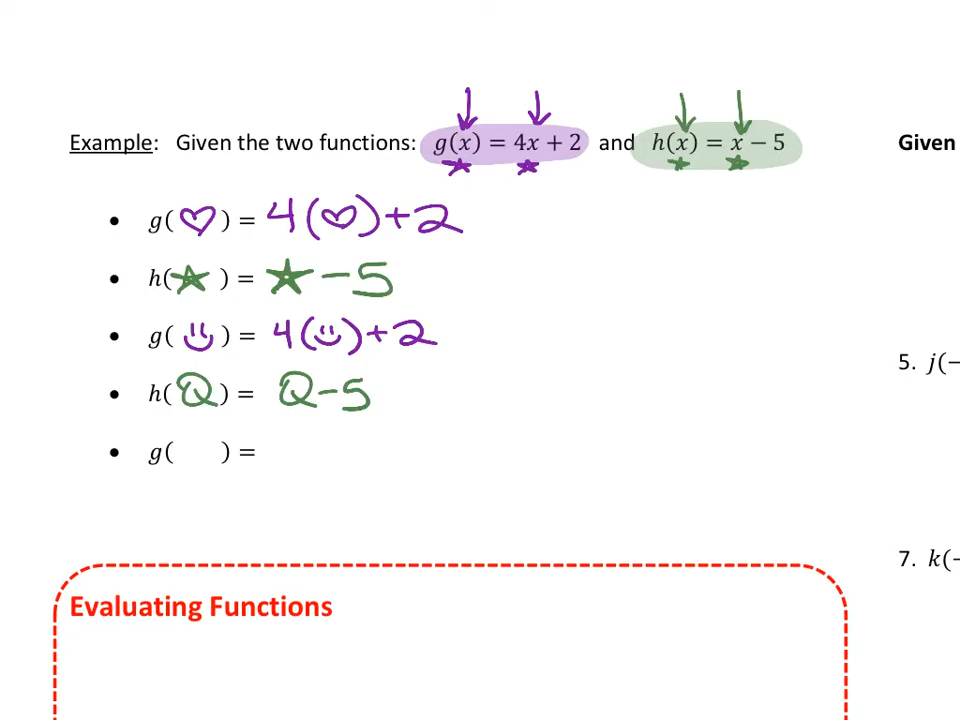 Example: Given the two functions: g(x) = 4x + 2 and h(x) = x − 5
Given
• g(♡) = 4(♡)+2
• h(☆) = ☆−5
• g(☺) = 4(☺)+2
5. j(−
• h(Q) = Q−5
• g( ) =
7. k(−
Evaluating Functions